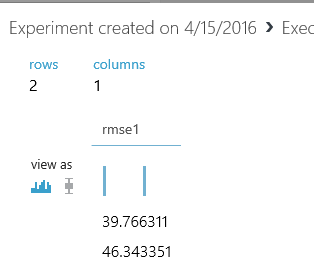 Experiment created on 4/15/2016 › Exec
rows columns
2 1
rmse1
view as
39.766311
46.343351